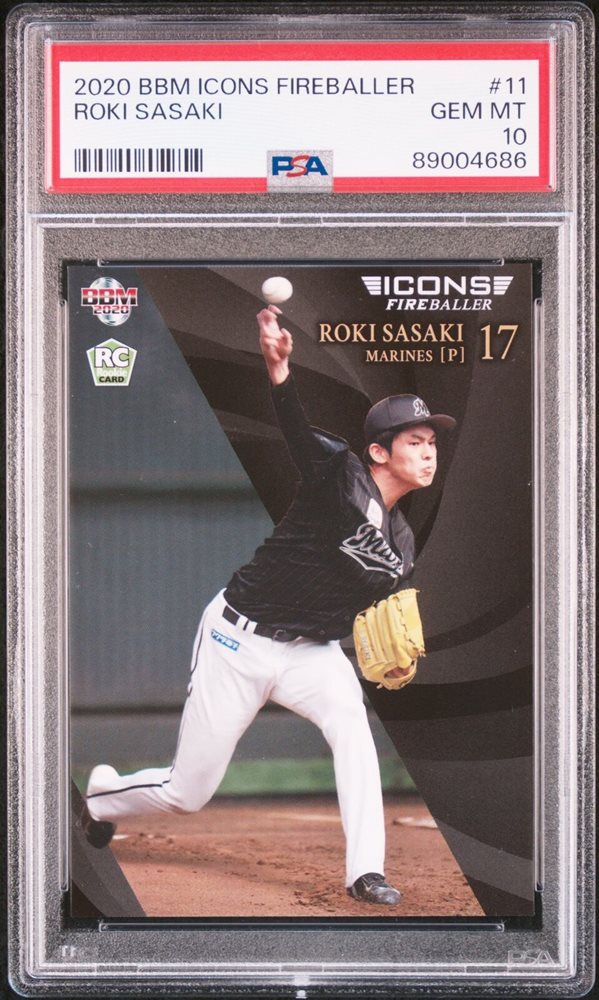 2020 BBM ICONS FIREBALLER #11
ROKI SASAKI GEM MT
10
PSA 89004686
BBM
2020
ICONS
FIREBALLER
RC
Rookie
CARD
ROKI SASAKI 17
MARINES [P]
M
PSA